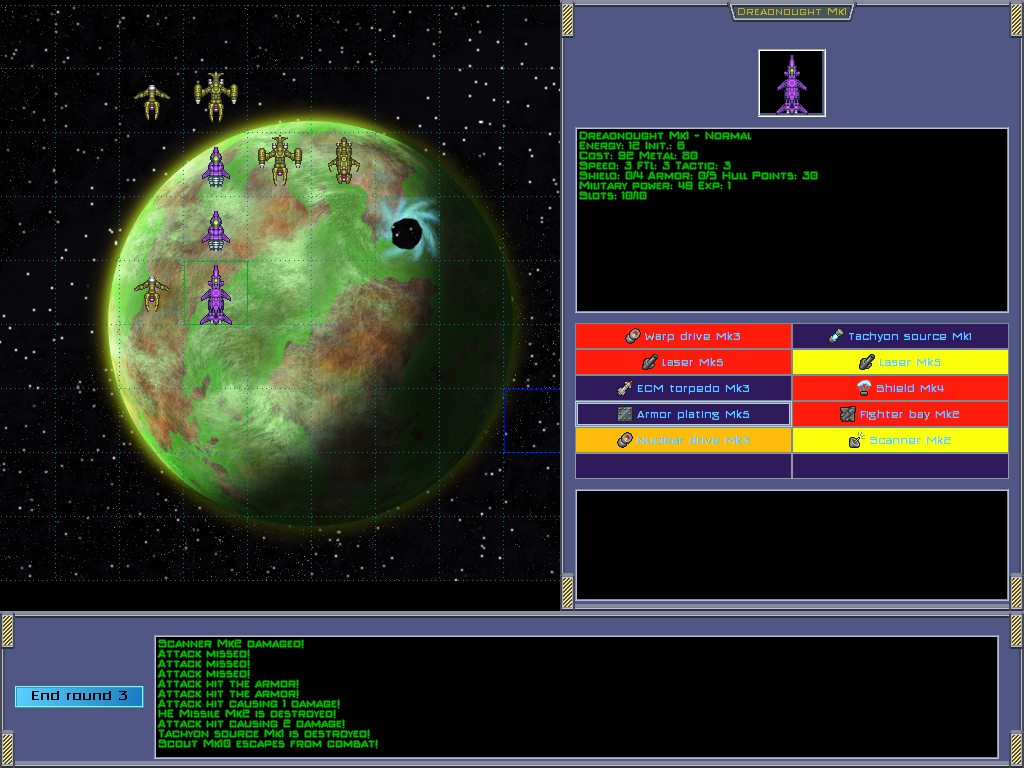 Dreadnought Mk1
Dreadnought Mk1 - Normal
Energy: 12 Init.: 8
Cost: 92 Metal: 80
Speed: 3 FTL: 3 Tactic: 3
Shield: 0/4 Armor: 0/5 Hull Points: 30
Military power: 48 Exp: 1
Slots: 10/10
Warp drive Mk3
Tachyon source Mk1
Laser Mk5
Laser Mk5
ECM torpedo Mk3
Shield Mk4
Armor plating Mk5
Fighter bay Mk2
Nuclear drive Mk5
Scanner Mk2
Scanner Mk2 damaged!
Attack missed!
Attack missed!
Attack missed!
Attack hit the armor!
Attack hit the armor!
Attack hit causing 1 damage!
HE Missile Mk2 is destroyed!
Attack hit causing 2 damage!
Tachyon source Mk1 is destroyed!
Scout Mk10 escapes from combat!
End round 3